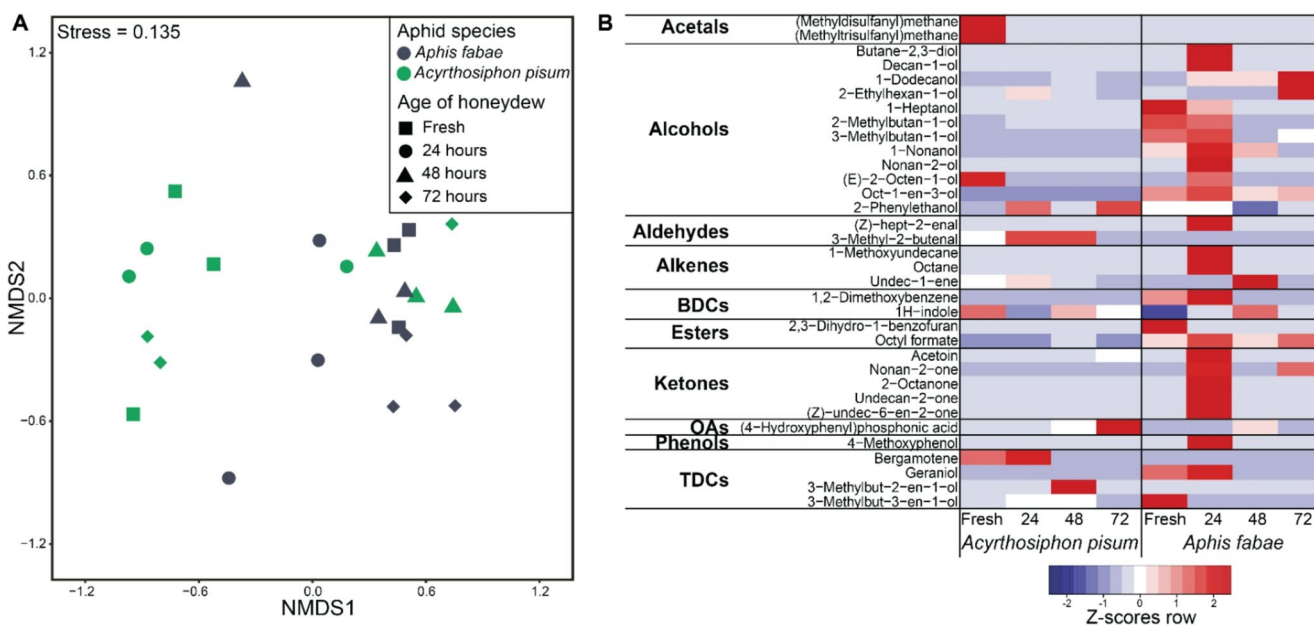 A
Stress = 0.135
Aphid species
Aphis fabae
Acyrthosiphon pisum
Age of honeydew
Fresh
24 hours
48 hours
72 hours
1.2
0.6
0.0
−0.6
−1.2
NMDS2
−1.2
−0.6
0.0
0.6
1.2
NMDS1
B
Acetals
(Methyldisulfanyl)methane
(Methyltrisulfanyl)methane
Alcohols
Butane−2,3−diol
Decan−1−ol
1−Dodecanol
2−Ethylhexan−1−ol
1−Heptanol
2−Methylbutan−1−ol
3−Methylbutan−1−ol
1−Nonanol
Nonan−2−ol
(E)−2−Octen−1−ol
Oct−1−en−3−ol
2−Phenylethanol
Aldehydes
(Z)−hept−2−enal
3−Methyl−2−butenal
Alkenes
1−Methoxyundecane
Octane
Undec−1−ene
BDCs
1,2−Dimethoxybenzene
1H−indole
Esters
2,3−Dihydro−1−benzofuran
Octyl formate
Ketones
Acetoin
Nonan−2−one
2−Octanone
Undecan−2−one
(Z)−undec−6−en−2−one
OAs
(4−Hydroxyphenyl)phosphonic acid
Phenols
4−Methoxyphenol
TDCs
Bergamotene
Geraniol
3−Methylbut−2−en−1−ol
3−Methylbut−3−en−1−ol
Fresh 24 48 72 Fresh 24 48 72
Acyrthosiphon pisum Aphis fabae
-2 -1 0 1 2
Z-scores row